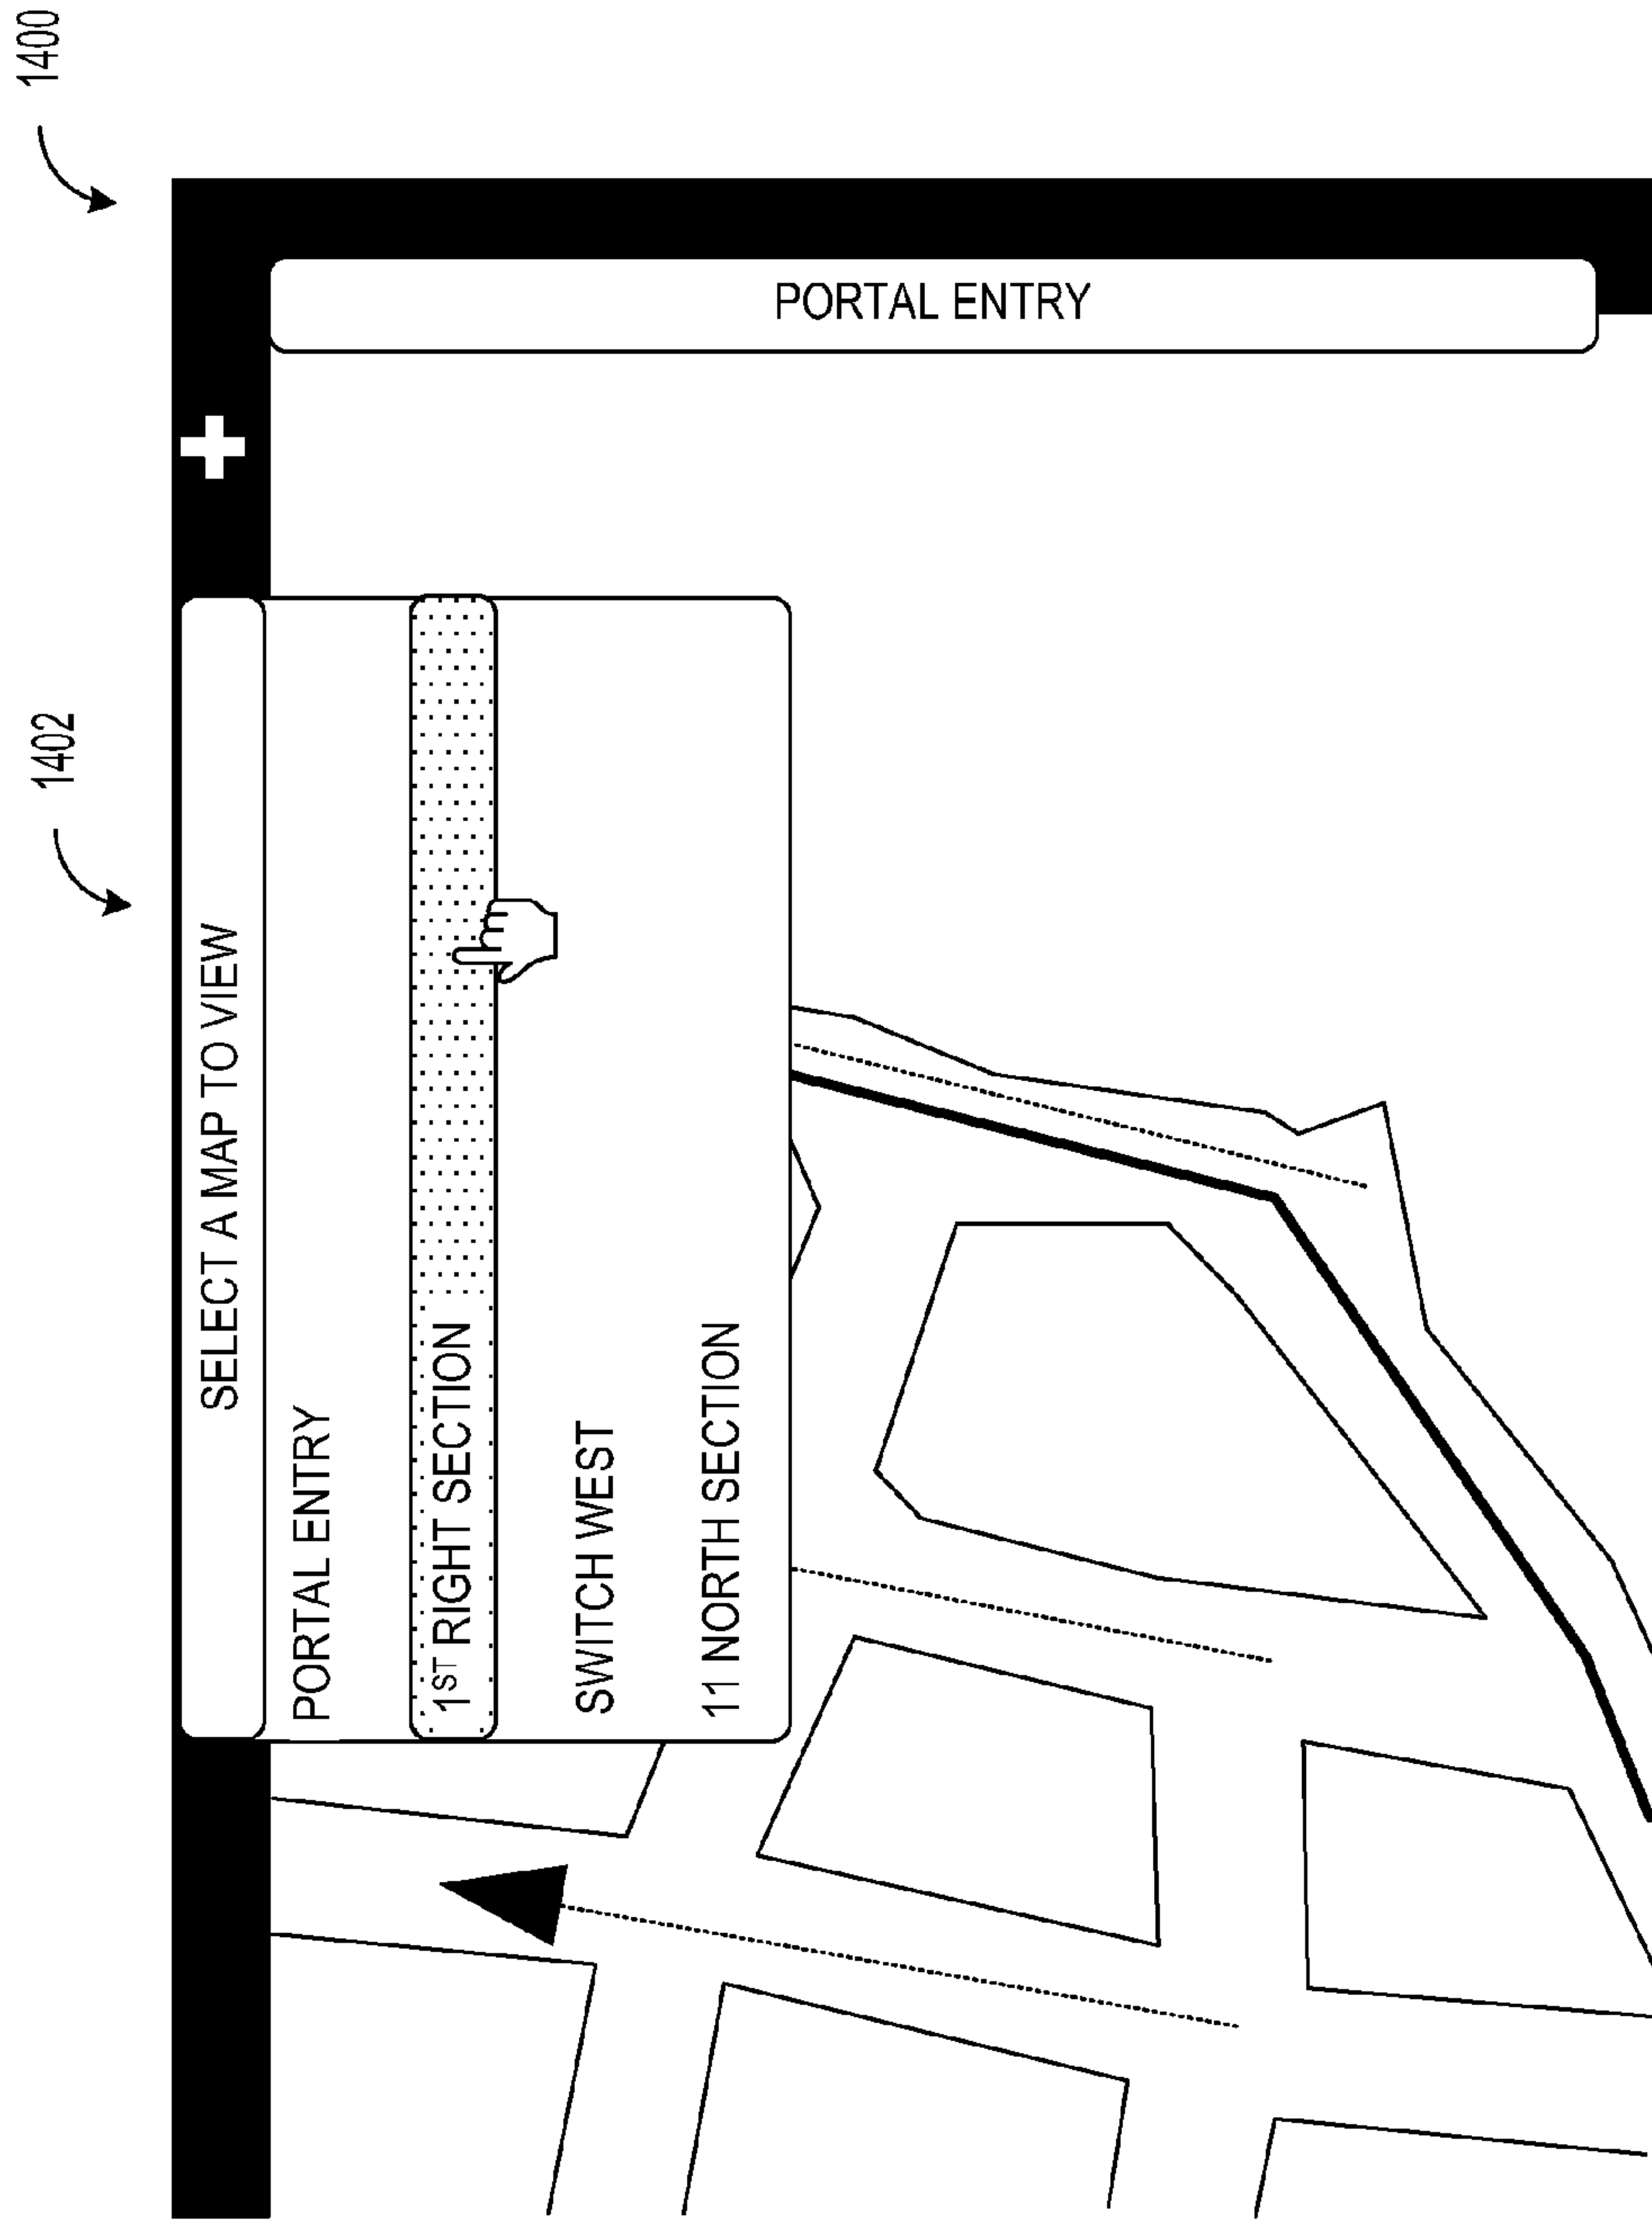 1400
1402
SELECT A MAP TO VIEW
PORTAL ENTRY
1ST RIGHT SECTION
SWITCH WEST
11 NORTH SECTION
PORTAL ENTRY